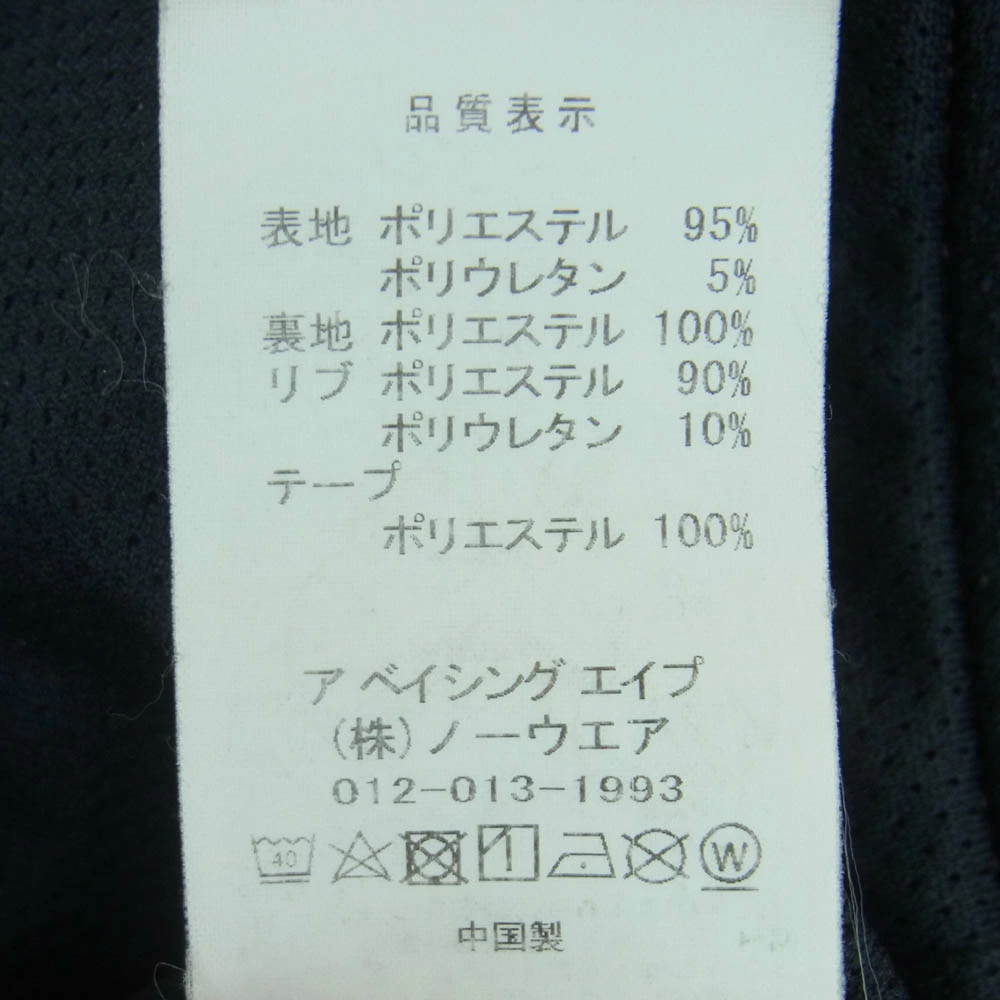 品質表示
表地 ポリエステル 95%
ポリウレタン 5%
裏地 ポリエステル 100%
リブ ポリエステル 90%
ポリウレタン 10%
テープ
ポリエステル 100%
ア ベイシング エイプ
(株)ノーウエア
012-013-1993
40 W
中国製